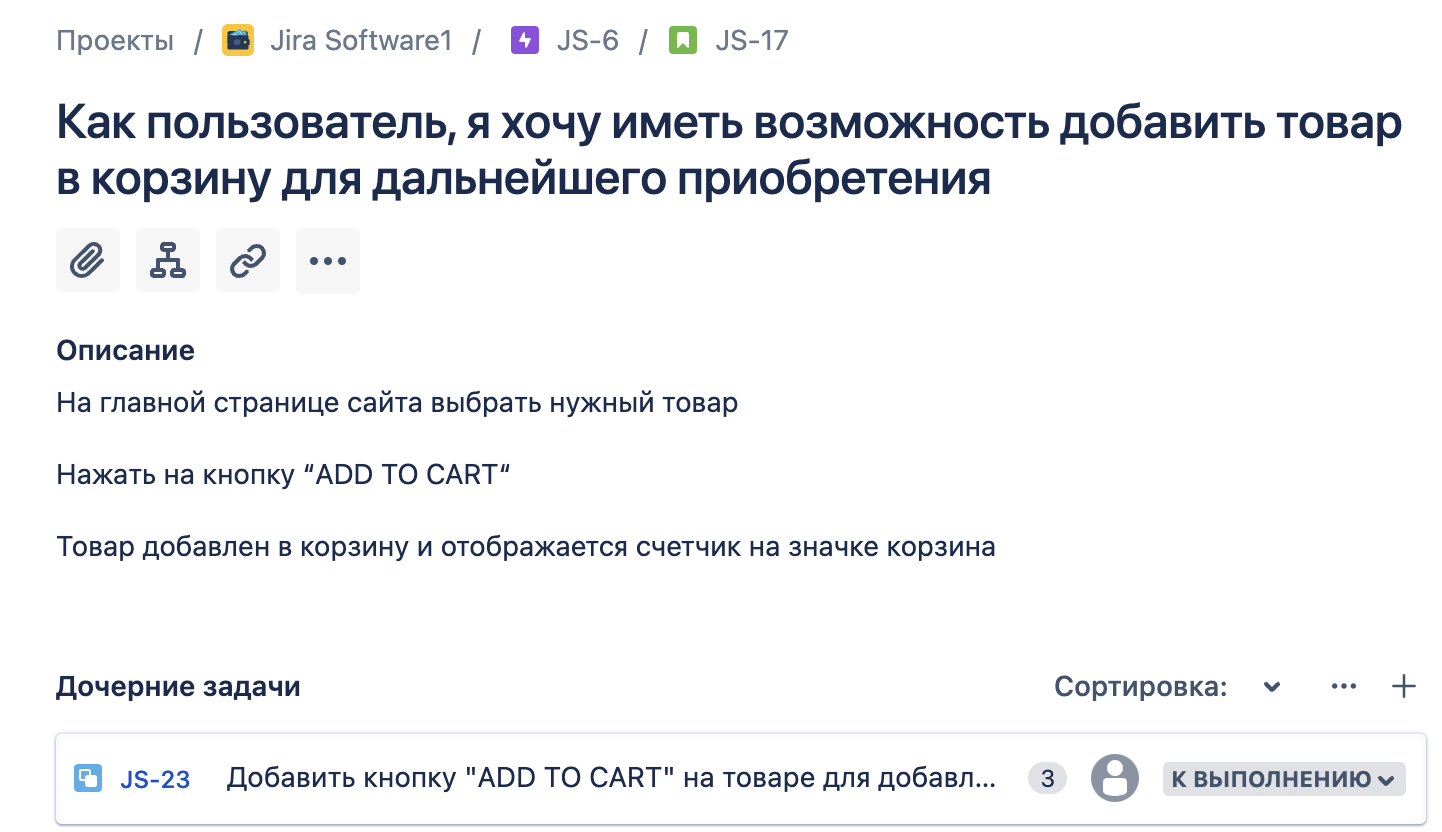 Проекты / Jira Software1 / JS-6 / JS-17
Как пользователь, я хочу иметь возможность добавить товар
в корзину для дальнейшего приобретения
Описание
На главной странице сайта выбрать нужный товар
Нажать на кнопку “ADD TO CART“
Товар добавлен в корзину и отображается счетчик на значке корзина
Дочерние задачи Сортировка:
JS-23 Добавить кнопку "ADD TO CART" на товаре для добавл... 3 К ВЫПОЛНЕНИЮ